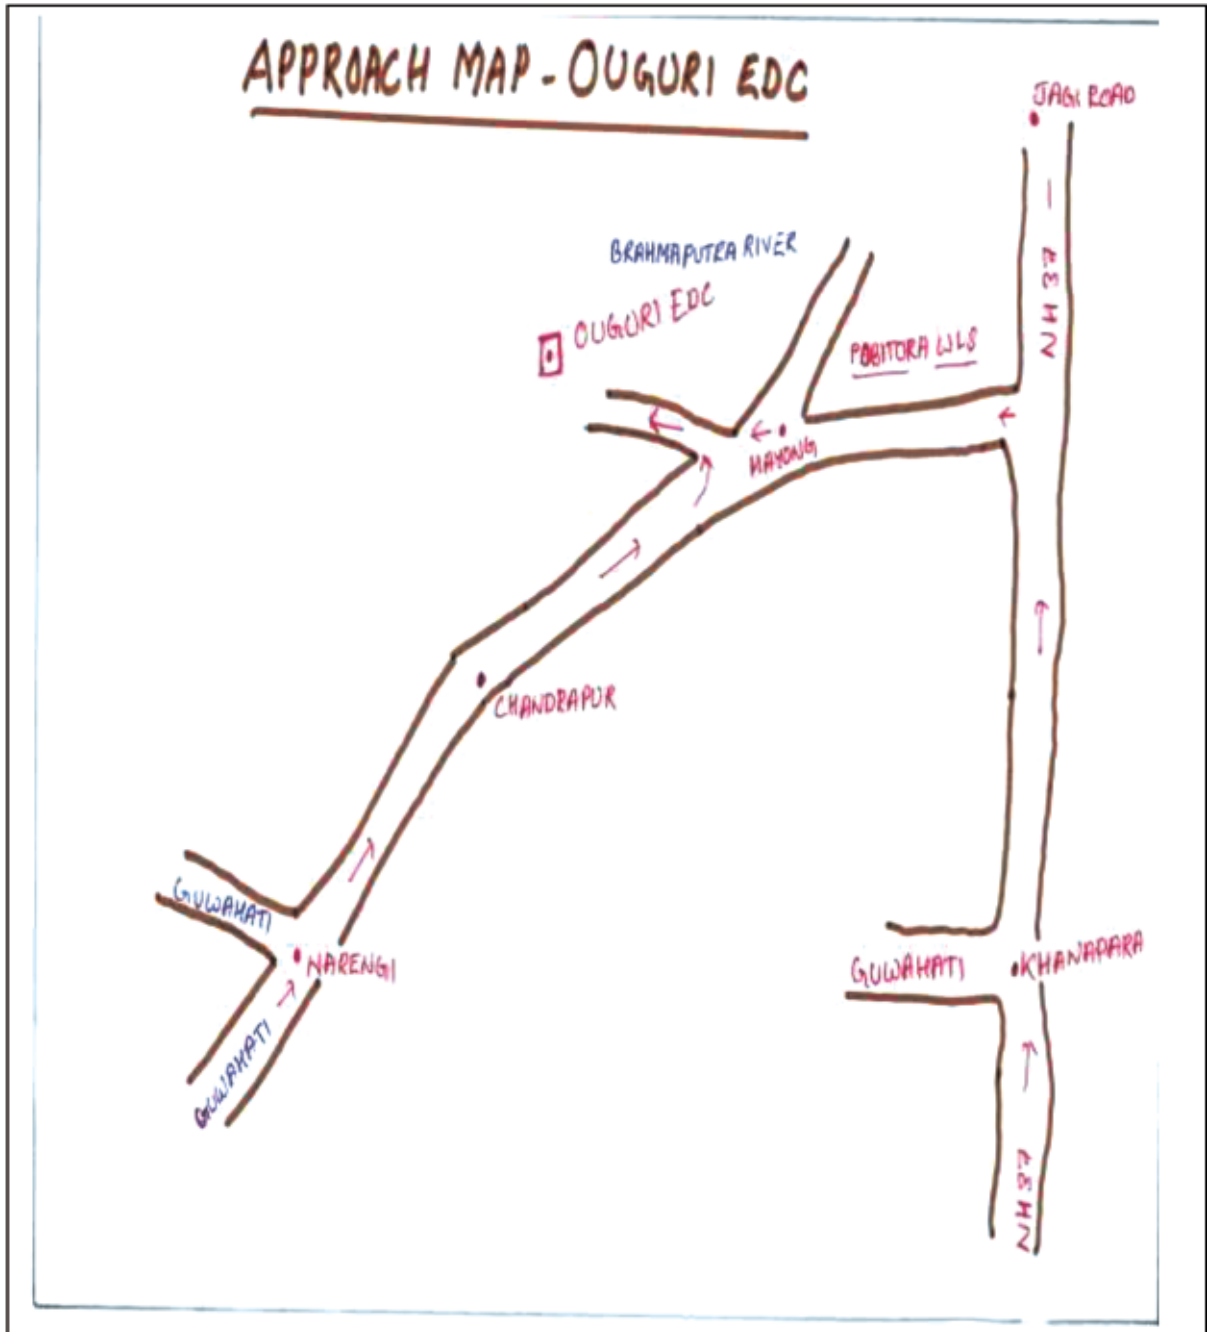 APPROACH MAP - OUGURI EDC
JAGI ROAD
BRAHMAPUTRA RIVER
OUGURI EDC
NH 37
POBITORA WLS
MAYONG
CHANDRAPUR
GUWAHATI
NARENGI
GUWAHATI
GUWAHATI
KHANAPARA
NH 37